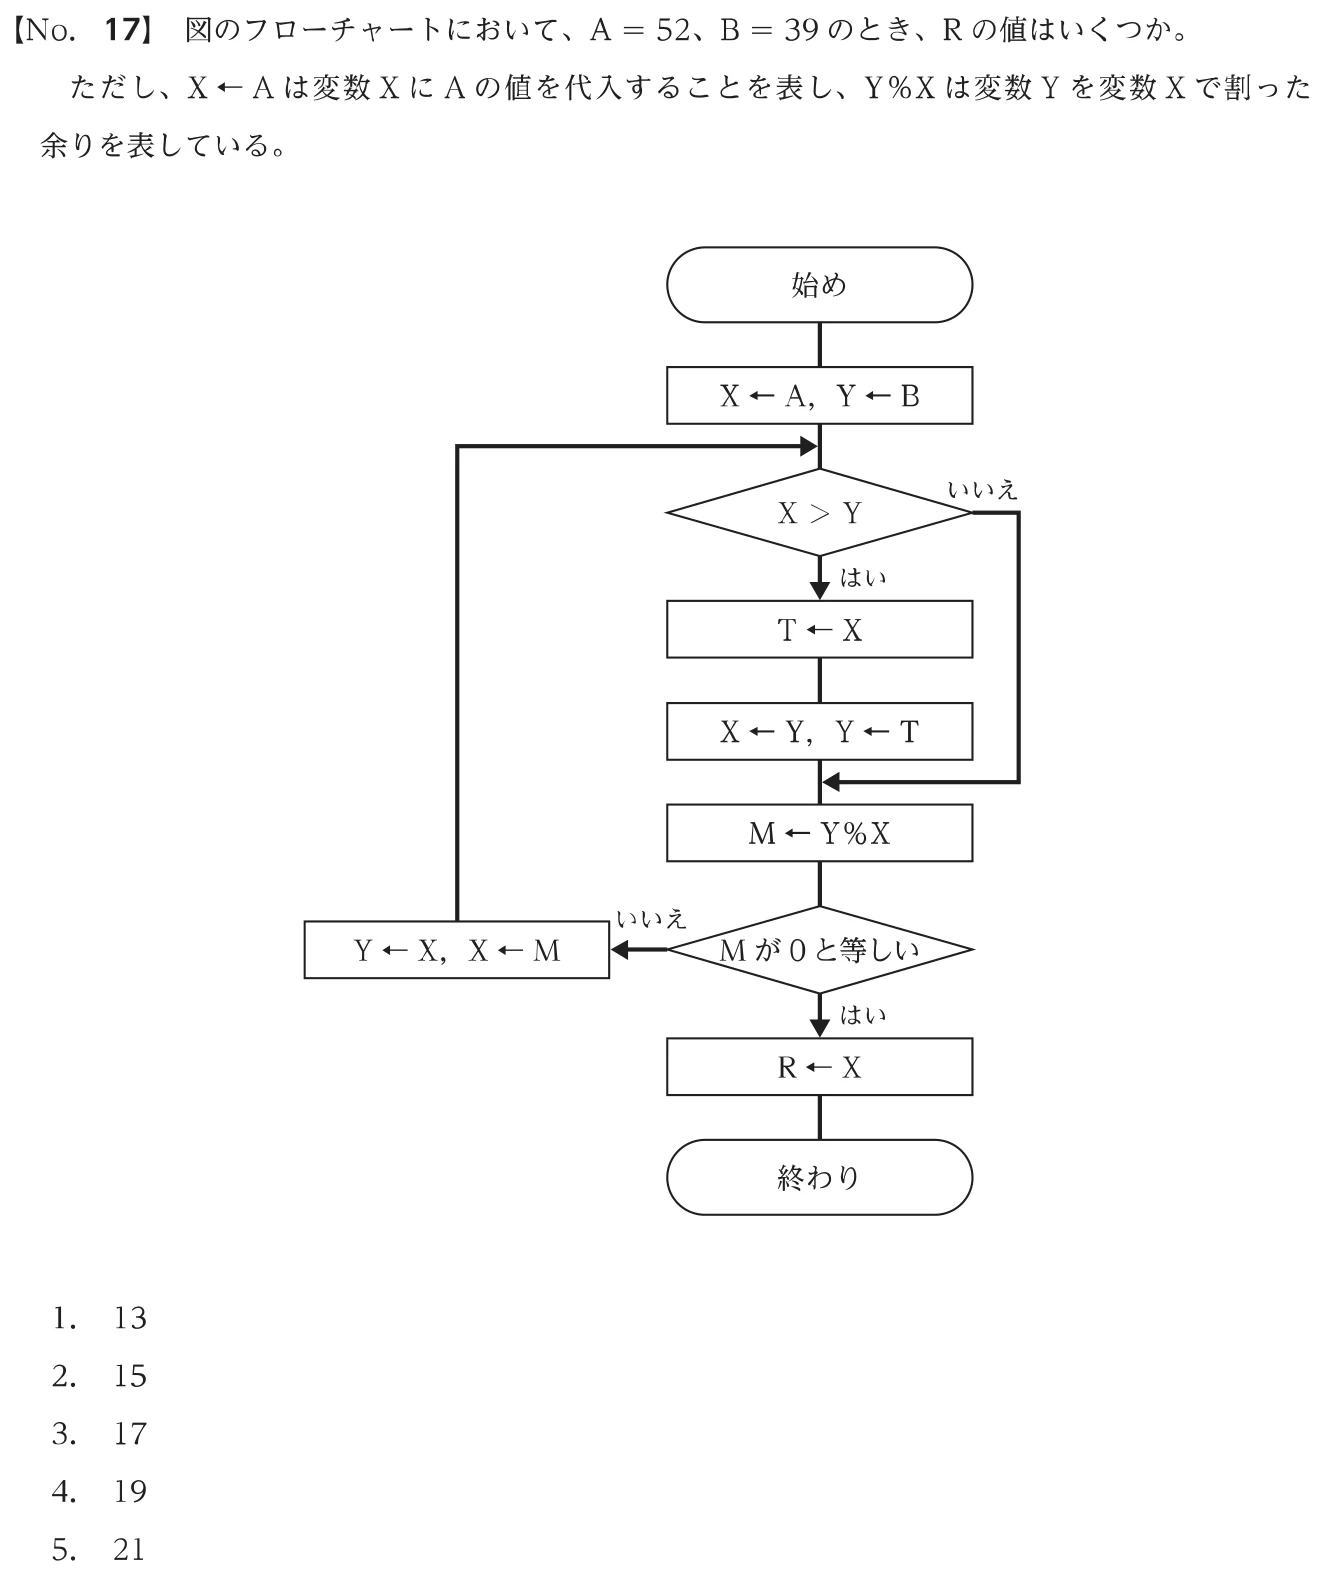 【No. 17】 図のフローチャートにおいて、A = 52、B = 39 のとき、R の値はいくつか。
ただし、X ← A は変数 X に A の値を代入することを表し、Y%X は変数 Y を変数 X で割った
余りを表している。
始め
X ← A, Y ← B
X > Y
いいえ
はい
T ← X
X ← Y, Y ← T
M ← Y%X
M が 0 と等しい
いいえ
Y ← X, X ← M
はい
R ← X
終わり
1. 13
2. 15
3. 17
4. 19
5. 21